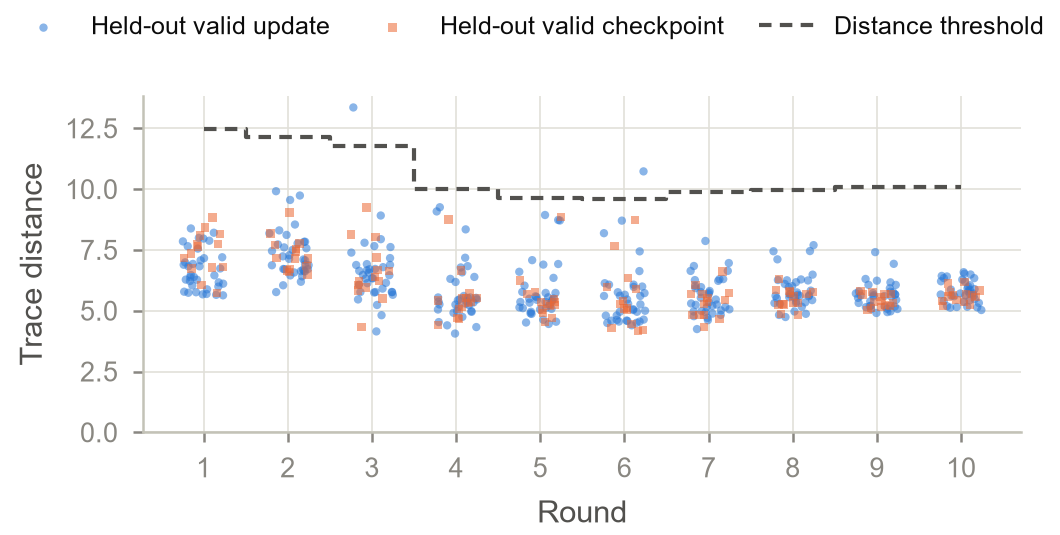 Held-out valid update Held-out valid checkpoint Distance threshold
Trace distance
12.5
10.0
7.5
5.0
2.5
0.0
1 2 3 4 5 6 7 8 9 10
Round